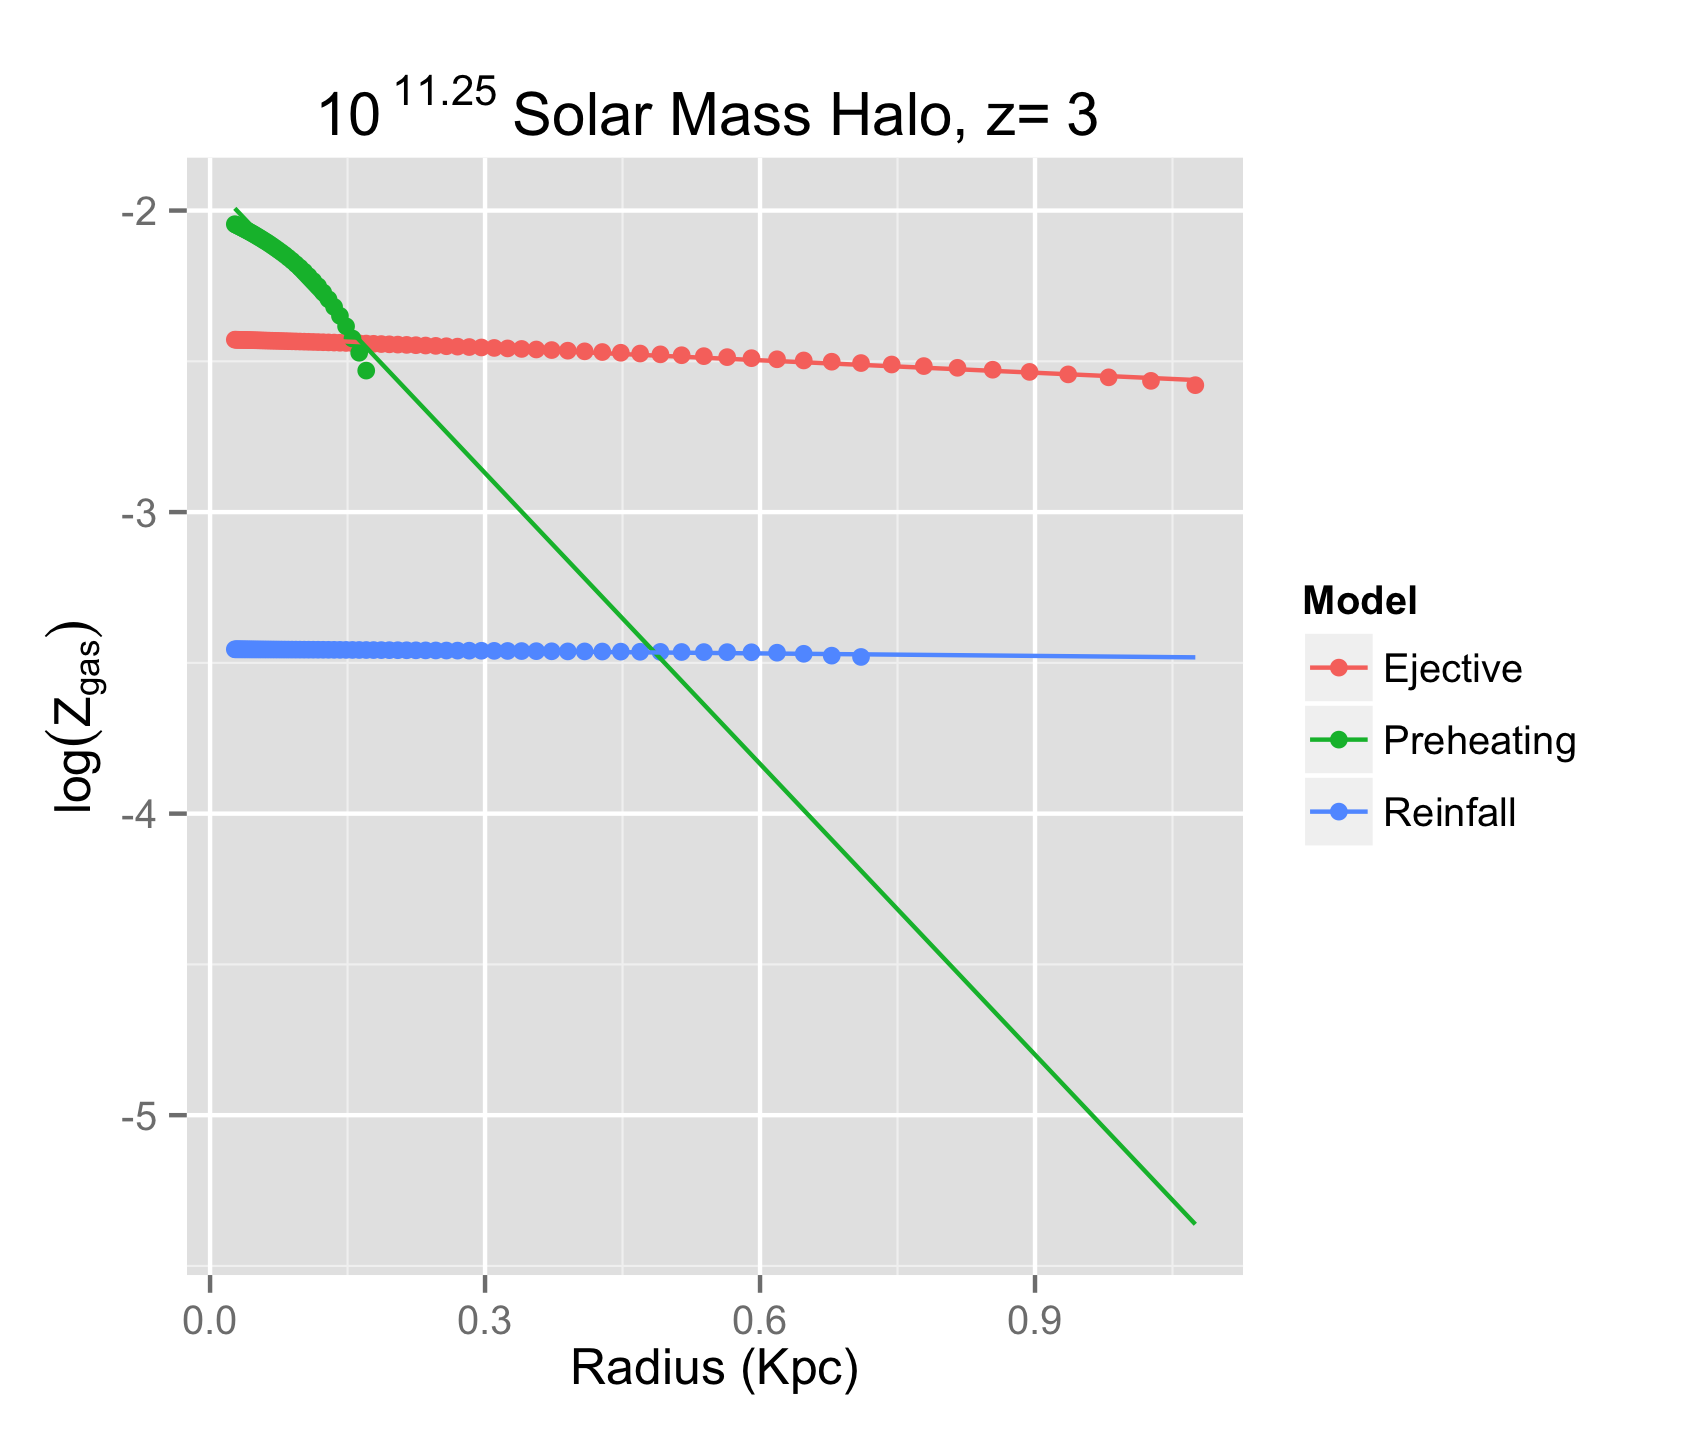 10 11.25 Solar Mass Halo, z= 3
-2
-3
-4
-5
log(Zgas)
0.0 0.3 0.6 0.9
Radius (Kpc)
Model
Ejective
Preheating
Reinfall